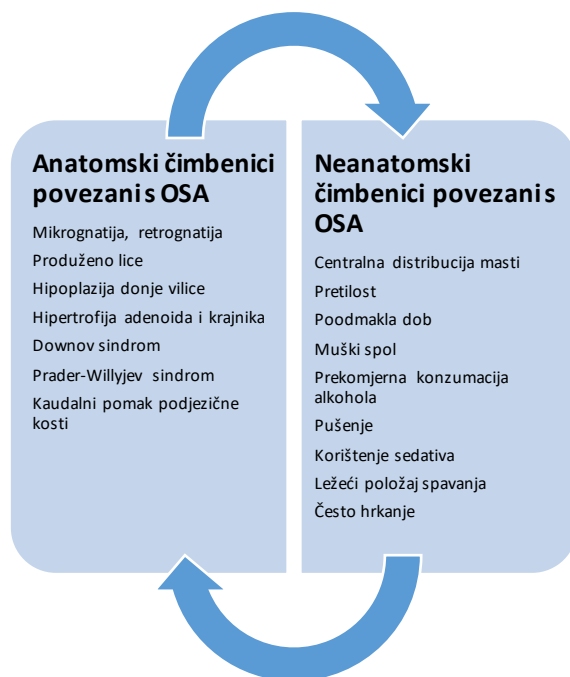 Anatomski čimbenici
povezani s OSA
Mikrognatija, retrognatija
Produženo lice
Hipoplazija donje vilice
Hipertrofija adenoida i krajnika
Downov sindrom
Prader-Willyjev sindrom
Kaudalni pomak podjezične
kosti
Neanatomski
čimbenici povezani s
OSA
Centralna distribucija masti
Pretilost
Poodmakla dob
Muški spol
Prekomjerna konzumacija
alkohola
Pušenje
Korištenje sedativa
Ležeći položaj spavanja
Često hrkanje